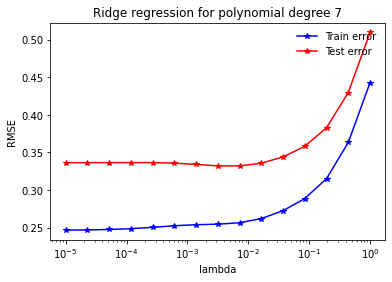 Ridge regression for polynomial degree 7
Train error
Test error
0.50
0.45
0.40
0.35
0.30
0.25
RMSE
10⁻⁵ 10⁻⁴ 10⁻³ 10⁻² 10⁻¹ 10⁰
lambda